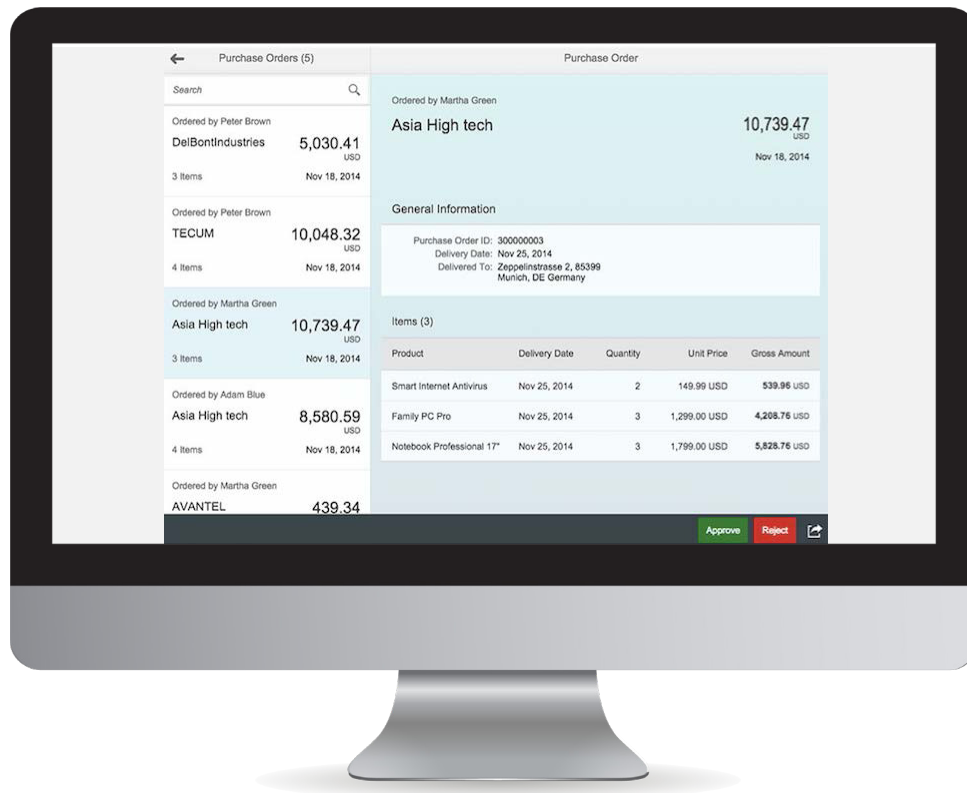 Purchase Orders (5)
Search
Ordered by Peter Brown
DelBontIndustries 5,030.41
USD
3 Items Nov 18, 2014
Ordered by Peter Brown
TECUM 10,048.32
USD
4 Items Nov 18, 2014
Ordered by Martha Green
Asia High tech 10,739.47
USD
3 Items Nov 18, 2014
Ordered by Adam Blue
Asia High tech 8,580.59
USD
4 Items Nov 18, 2014
Ordered by Martha Green
AVANTEL 439.34
Purchase Order
Ordered by Martha Green
Asia High tech 10,739.47
USD
Nov 18, 2014
General Information
Purchase Order ID: 300000003
Delivery Date: Nov 25, 2014
Delivered To: Zeppelinstrasse 2, 85399
Munich, DE Germany
Items (3)
Product Delivery Date Quantity Unit Price Gross Amount
Smart Internet Antivirus Nov 25, 2014 2 149.99 USD 539.96 USD
Family PC Pro Nov 25, 2014 3 1,299.00 USD 4,208.76 USD
Notebook Professional 17" Nov 25, 2014 3 1,799.00 USD 5,828.76 USD
Approve Reject